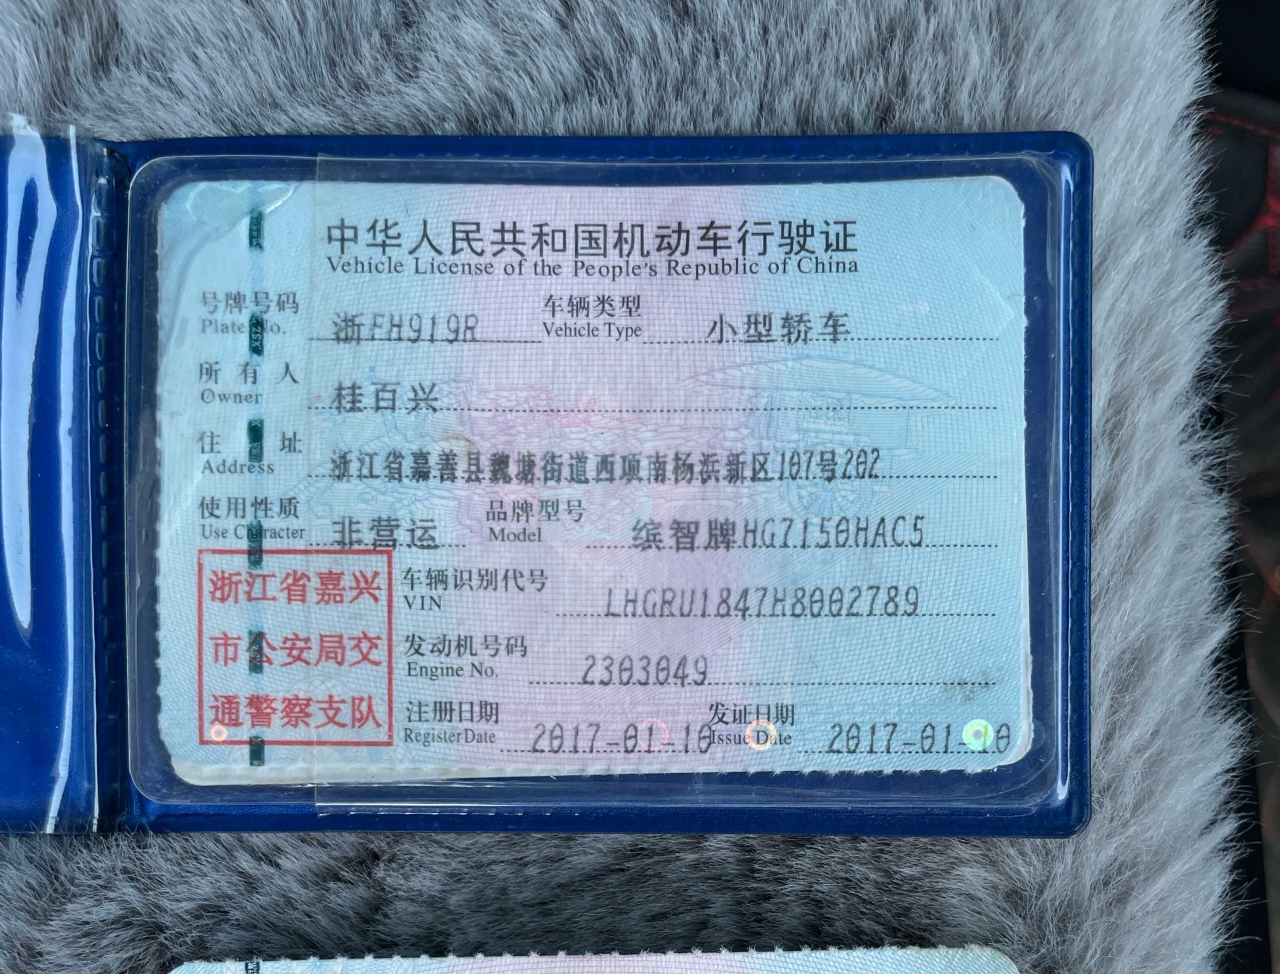 中华人民共和国机动车行驶证
Vehicle License of the People's Republic of China
号牌号码 浙FH919R 车辆类型 小型轿车
Plate No. Vehicle Type
所有人 桂百兴
Owner
住址 浙江省嘉善县魏塘街道西项南杨浜新区107号202
Address
使用性质 非营运 品牌型号 缤智牌HG7150HAC5
Use Character Model
浙江省嘉兴
市公安局交
通警察支队
车辆识别代号 LHGRU1847H8002789
VIN
发动机号码 2303049
Engine No.
注册日期 2017-01-10 发证日期 2017-01-10
Register Date Issue Date